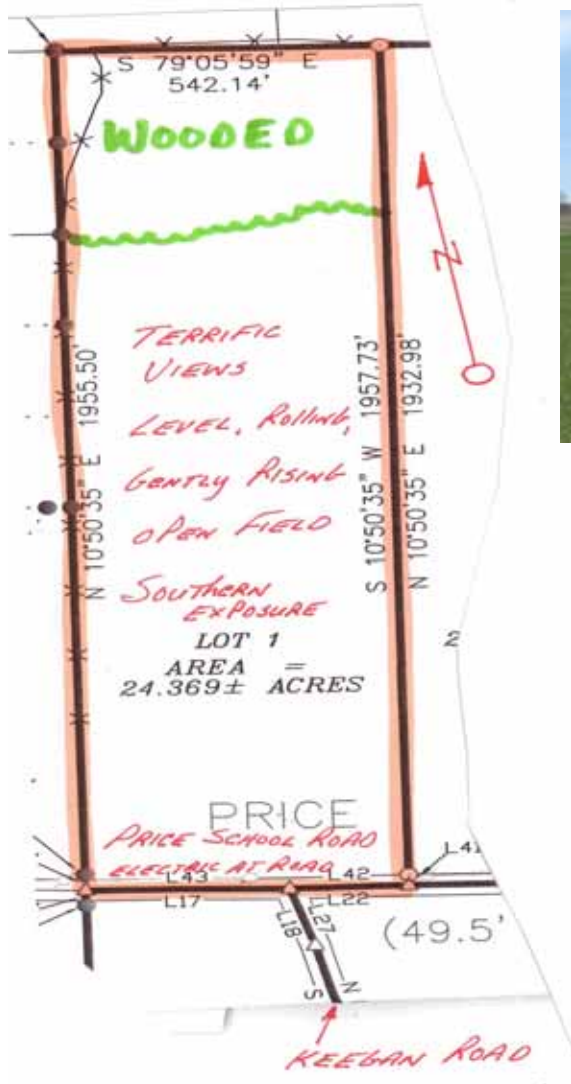 S 79°05'59" E
542.14'
WOODED
N
TERRIFIC
VIEWS
LEVEL, ROLLING,
GENTLY RISING
OPEN FIELD
SOUTHERN
EXPOSURE
N 10°50'35" E 1955.50'
S 10°50'35" W 1957.73'
N 10°50'35" E 1932.98'
LOT 1
AREA =
24.369± ACRES
2
PRICE
PRICE SCHOOL ROAD
ELECTRIC AT ROAD
L43 L42
L17 L22
L18 L27
S N
(49.5'
KEEGAN ROAD